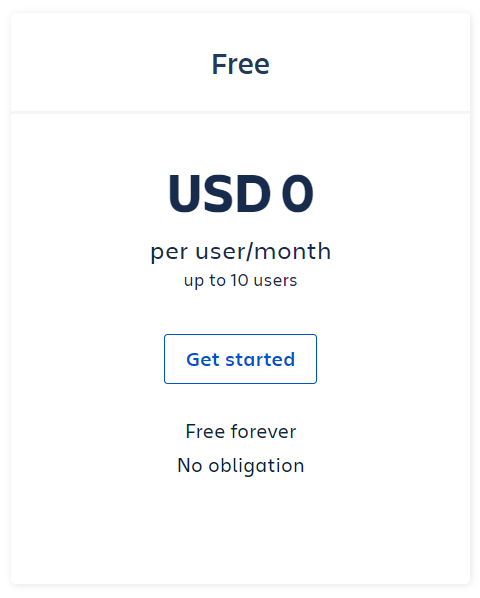 Free
USD 0
per user/month
up to 10 users
Get started
Free forever
No obligation